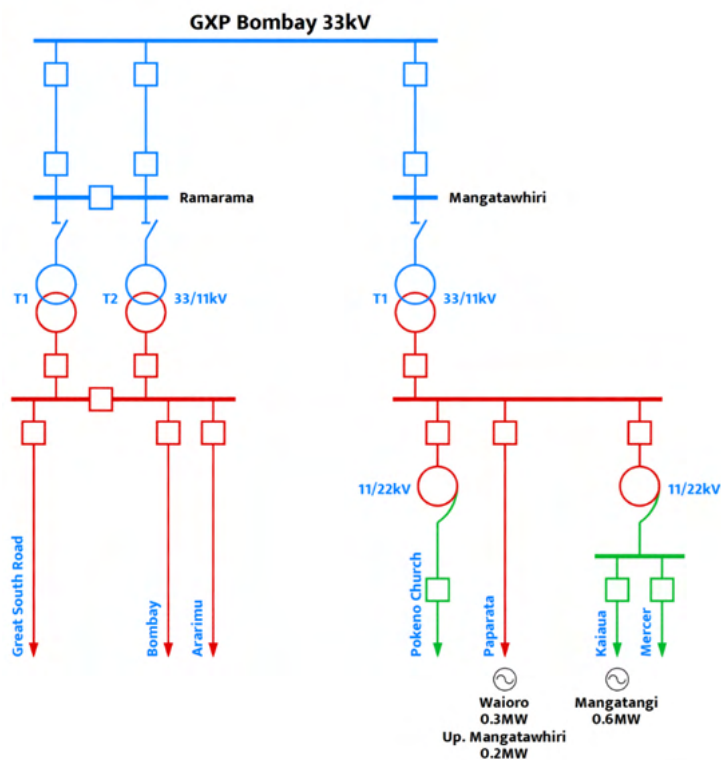 GXP Bombay 33kV
Ramarama
Mangatawhiri
T1
T2
33/11kV
T1
33/11kV
11/22kV
11/22kV
Great South Road
Bombay
Ararimu
Pokeno Church
Paparata
Kaiaua
Mercer
Waioro
0.3MW
Up. Mangatawhiri
0.2MW
Mangatangi
0.6MW